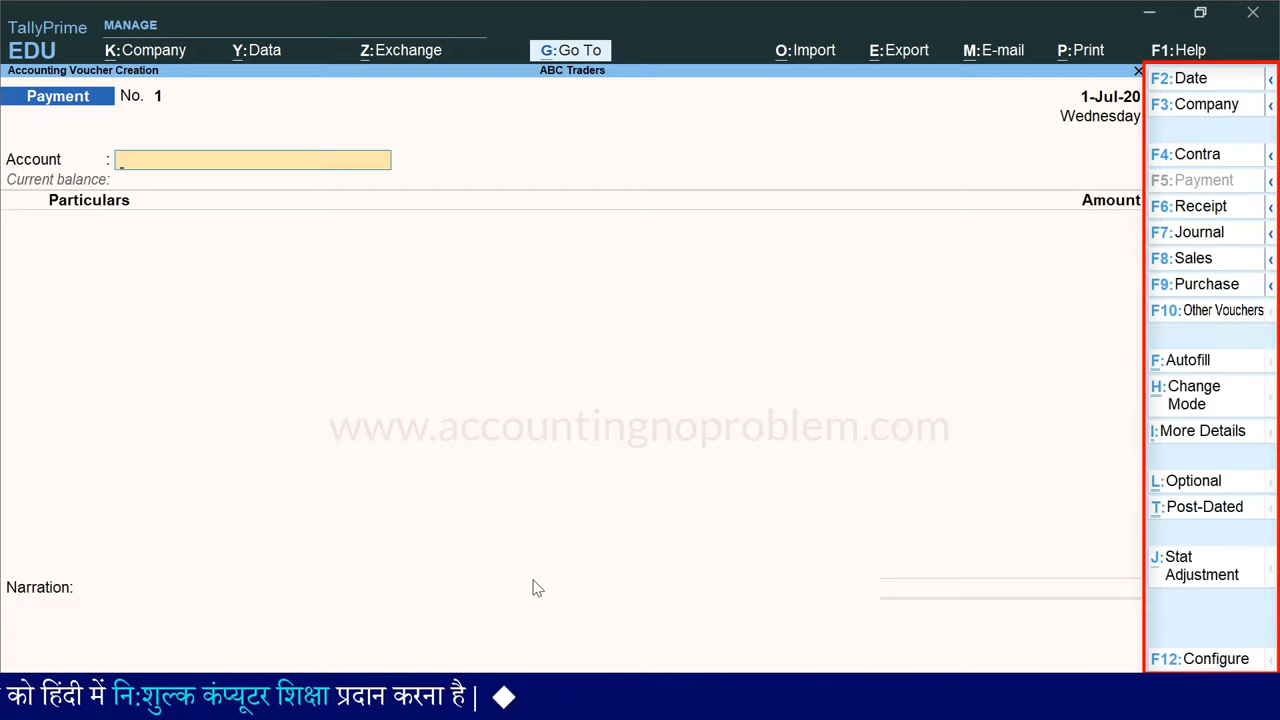 TallyPrime
MANAGE
EDU
K:Company
Y:Data
Z:Exchange
G:Go To
O:Import
E:Export
M:E-mail
P:Print
F1:Help
Accounting Voucher Creation
ABC Traders
Payment No. 1
1-Jul-20
Wednesday
Account :
Current balance:
Particulars
Amount
www.accountingnoproblem.com
Narration:
F2:Date
F3:Company
F4:Contra
F5:Payment
F6:Receipt
F7:Journal
F8:Sales
F9:Purchase
F10:Other Vouchers
F:Autofill
H:Change
Mode
I:More Details
L:Optional
T:Post-Dated
J:Stat
Adjustment
F12:Configure
को हिंदी में नि:शुल्क कंप्यूटर शिक्षा प्रदान करना है| ◆